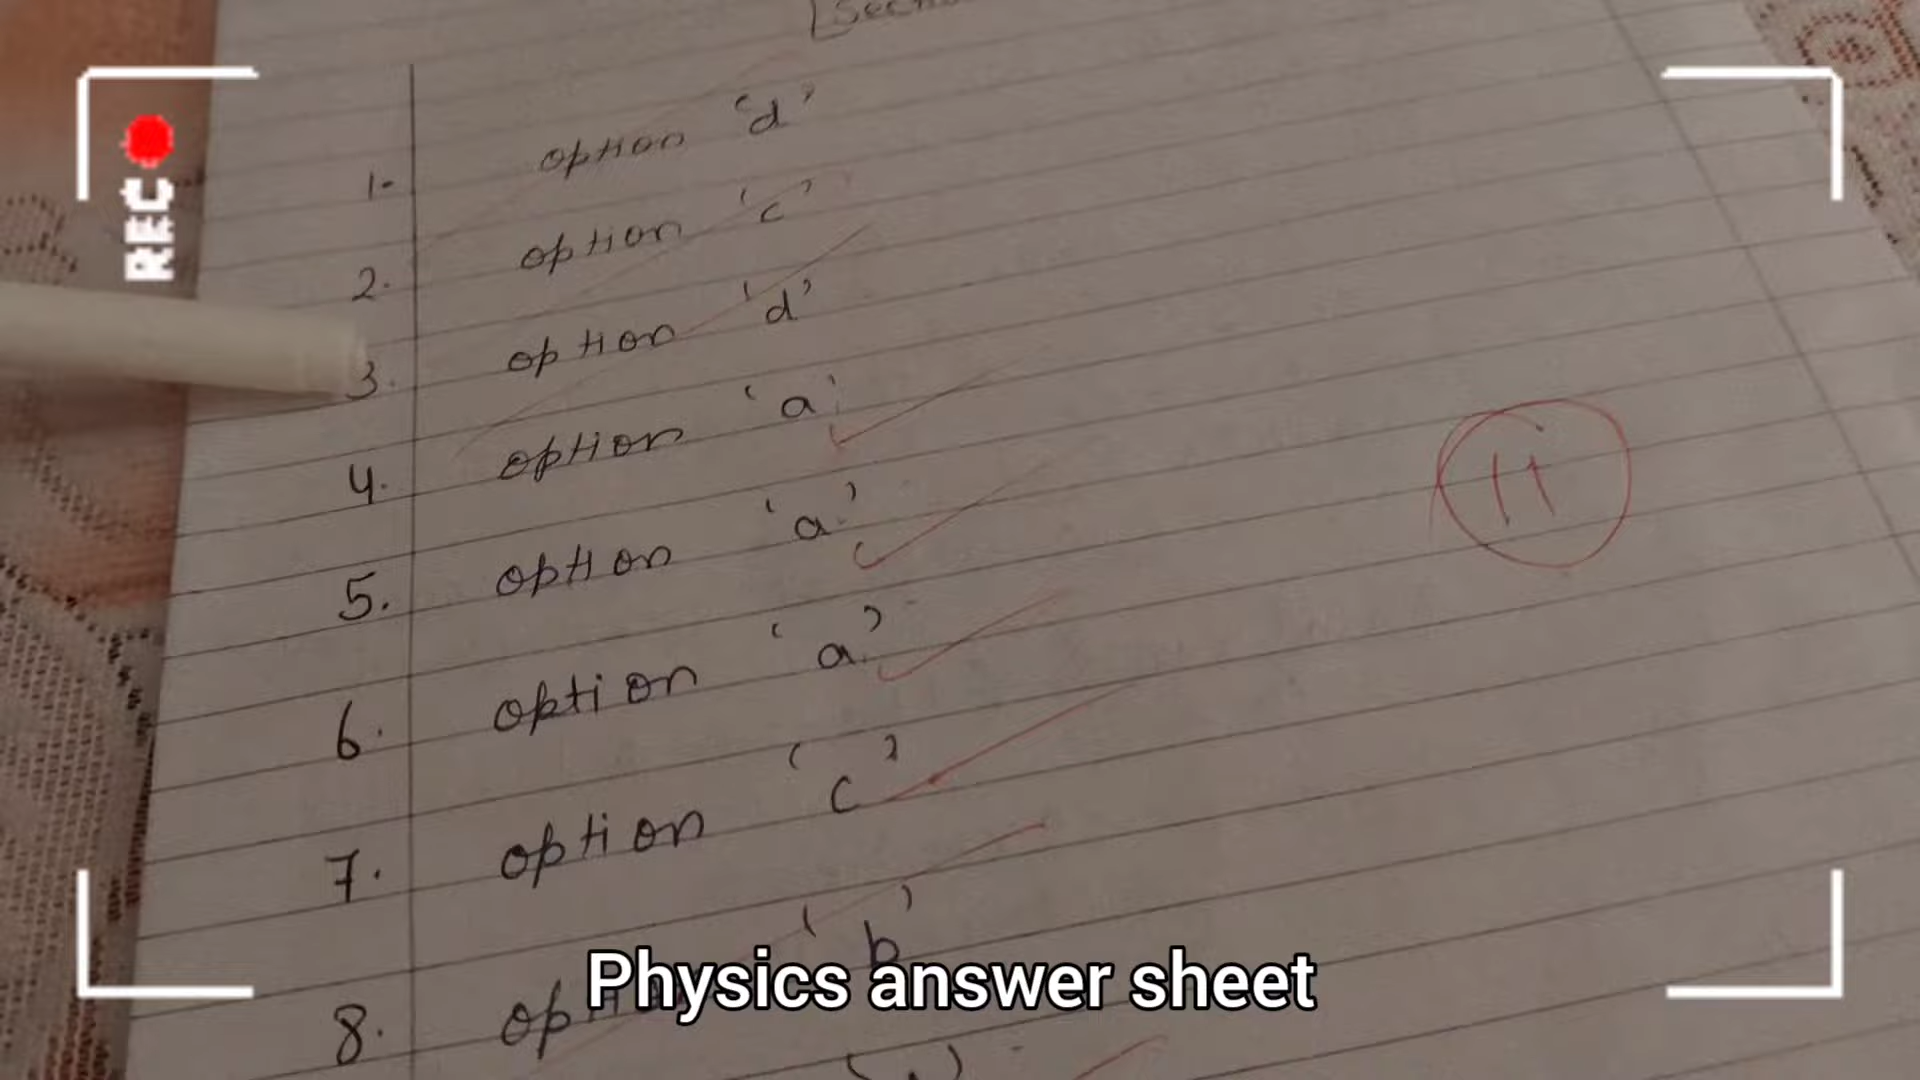 REC
1. option 'd'
2. option 'c'
3. option 'd'
4. option 'a'
5. option 'a'
6. option 'a'
7. option 'c'
8. option 'b'
11
Physics answer sheet